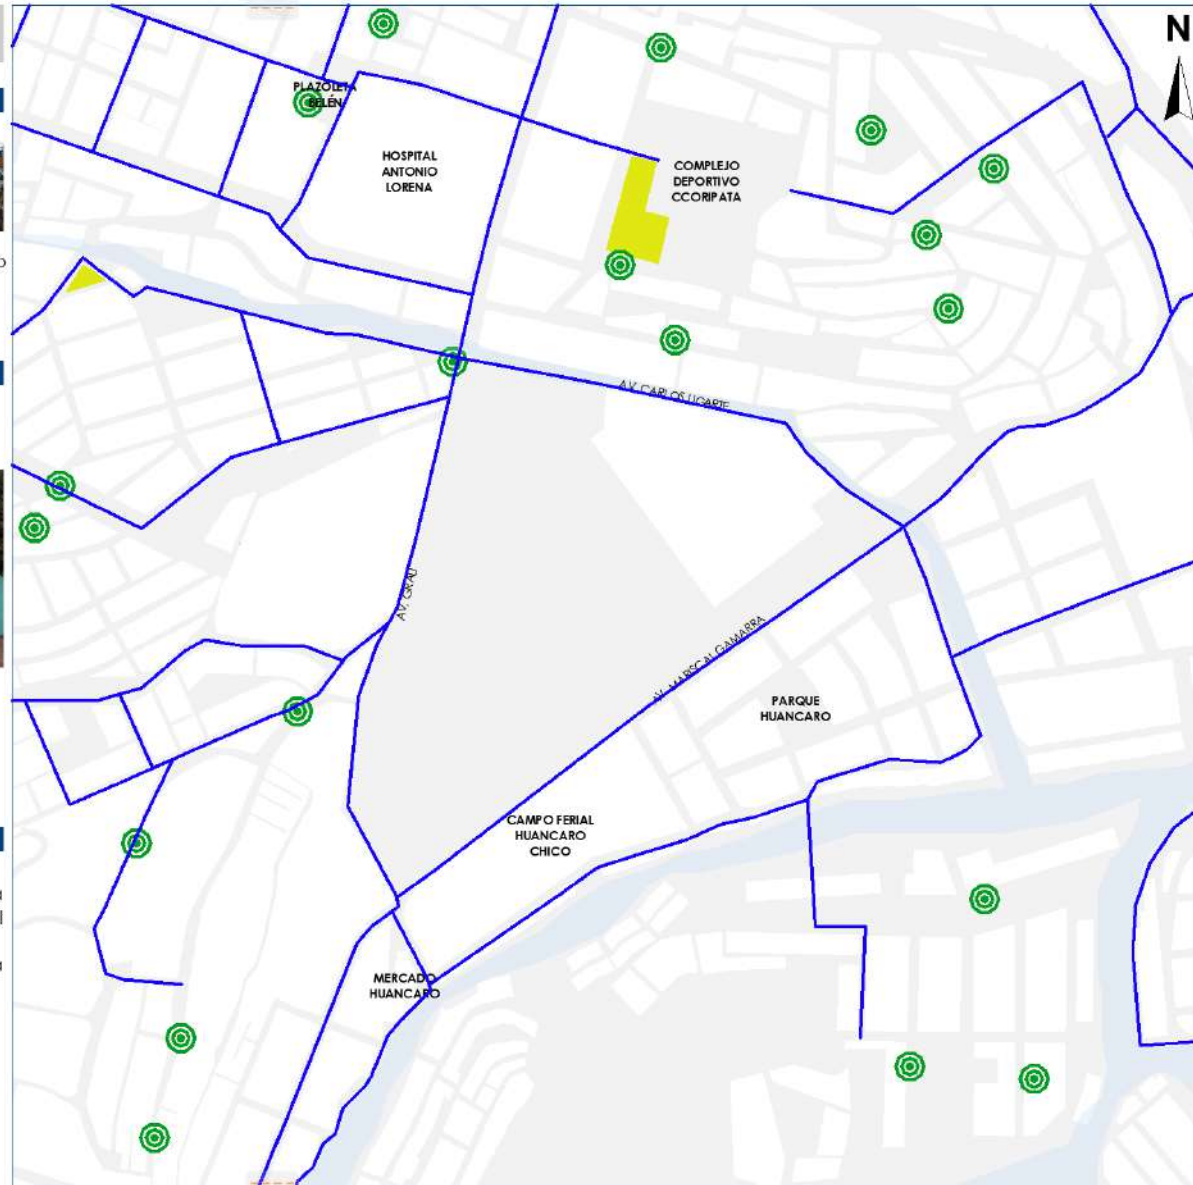 N
PLAZOLETA
BELÉN
HOSPITAL
ANTONIO
LORENA
COMPLEJO
DEPORTIVO
CCORIPATA
AV. CARLOS UGARTE
AV. GRAU
AV. MARISCAL GAMARRA
PARQUE
HUANCARO
CAMPO FERIAL
HUANCARO
CHICO
MERCADO
HUANCARO